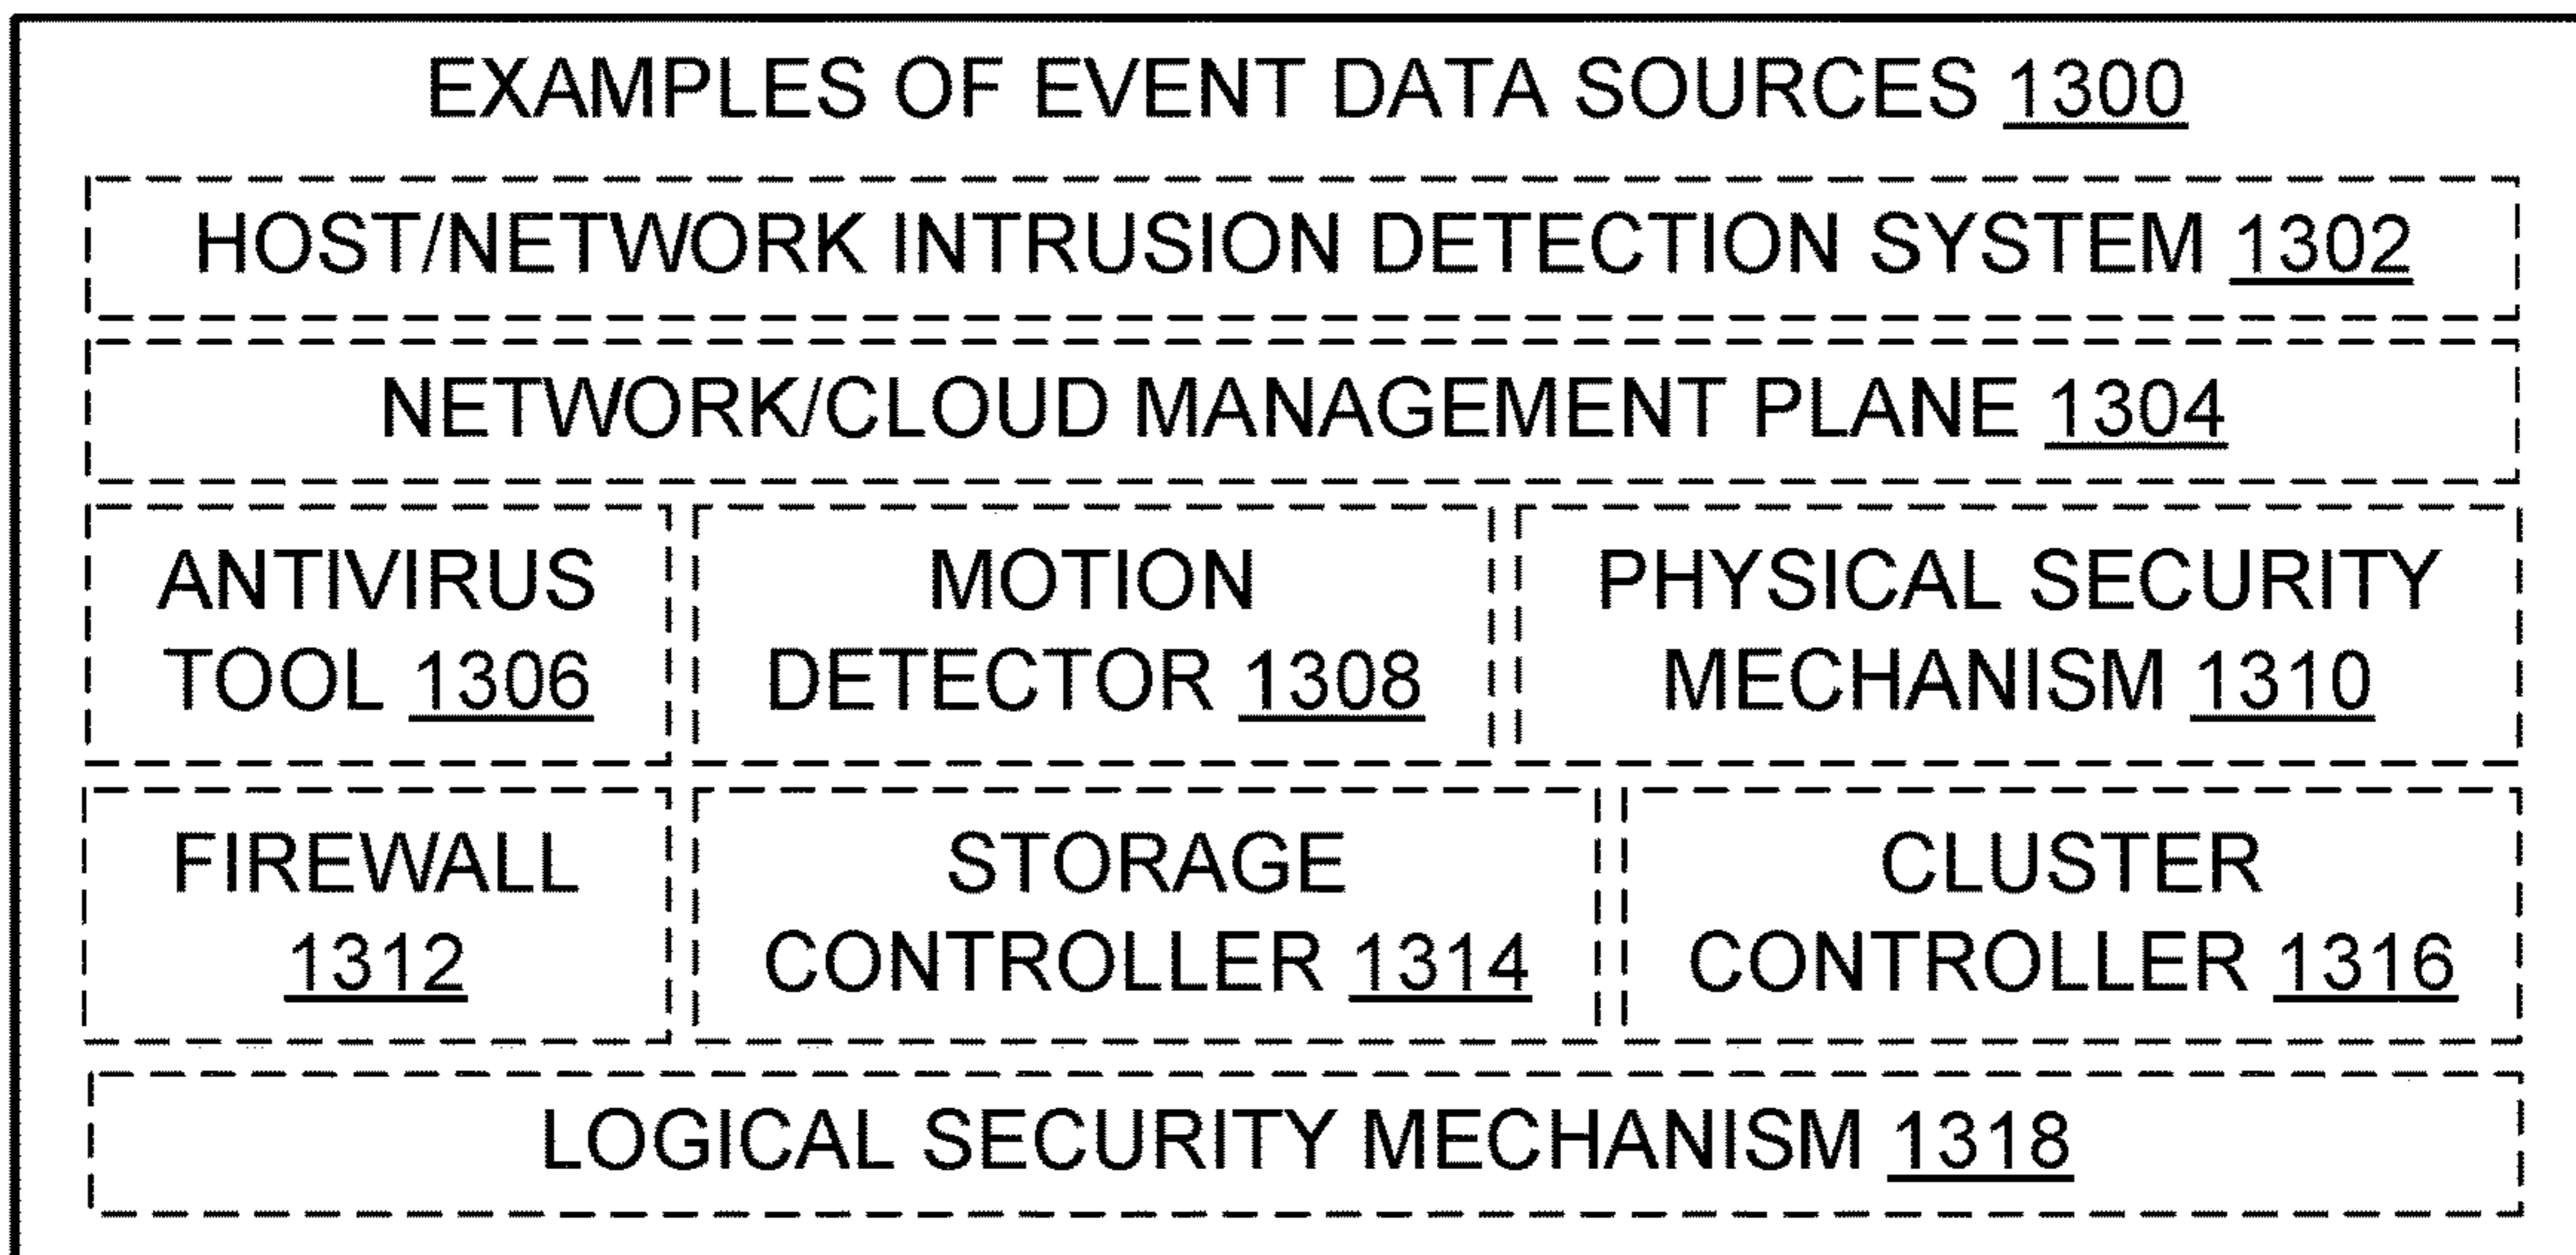 EXAMPLES OF EVENT DATA SOURCES 1300
HOST/NETWORK INTRUSION DETECTION SYSTEM 1302
NETWORK/CLOUD MANAGEMENT PLANE 1304
ANTIVIRUS
TOOL 1306
MOTION
DETECTOR 1308
PHYSICAL SECURITY
MECHANISM 1310
FIREWALL
1312
STORAGE
CONTROLLER 1314
CLUSTER
CONTROLLER 1316
LOGICAL SECURITY MECHANISM 1318